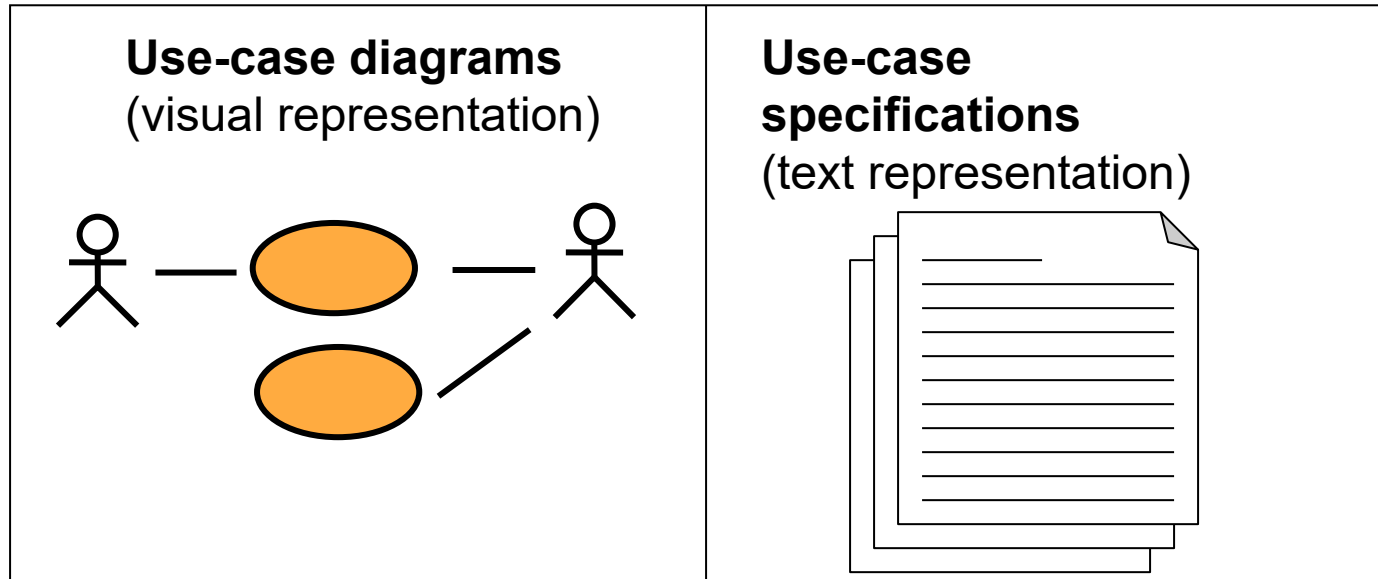 Use-case diagrams
(visual representation)
Use-case
specifications
(text representation)